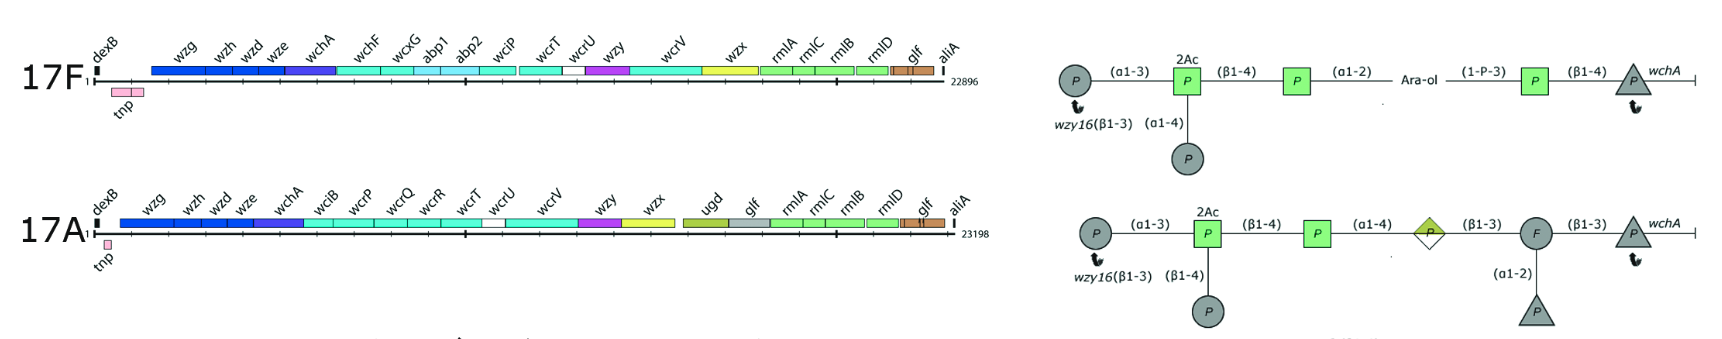 dexB wzg wzh wzd wze wchA wchF wcxG abp1 abp2 wciP wcrT wcrU wzy wcrV wzx rmlA rmlC rmlB rmlD glf aliA
17F 1 22896
tnp
2Ac
P (α1-3) P (β1-4) P (α1-2) Ara-ol (1-P-3) P (β1-4) P wchA
wzy16(β1-3) (α1-4)
P
dexB wzg wzh wzd wze wchA wciB wcrP wcrQ wcrR wcrT wcrU wcrV wzy wzx ugd glf rmlA rmlC rmlB rmlD glf aliA
17A 1 23198
tnp
2Ac
P (α1-3) P (β1-4) P (α1-4) P (β1-3) F (β1-3) P wchA
wzy16(β1-3) (β1-4) (α1-2)
P P